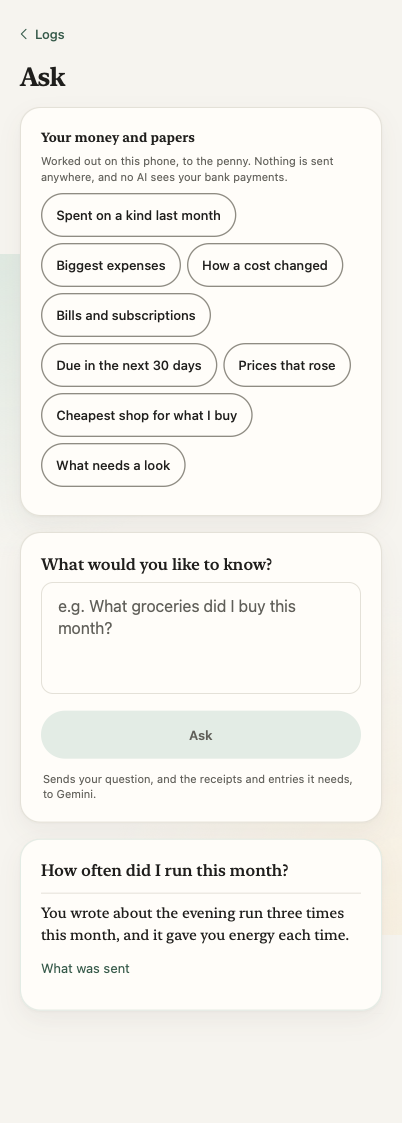 Logs
Ask
Your money and papers
Worked out on this phone, to the penny. Nothing is sent
anywhere, and no AI sees your bank payments.
Spent on a kind last month
Biggest expenses
How a cost changed
Bills and subscriptions
Due in the next 30 days
Prices that rose
Cheapest shop for what I buy
What needs a look
What would you like to know?
e.g. What groceries did I buy this
month?
Ask
Sends your question, and the receipts and entries it needs,
to Gemini.
How often did I run this month?
You wrote about the evening run three times
this month, and it gave you energy each time.
What was sent